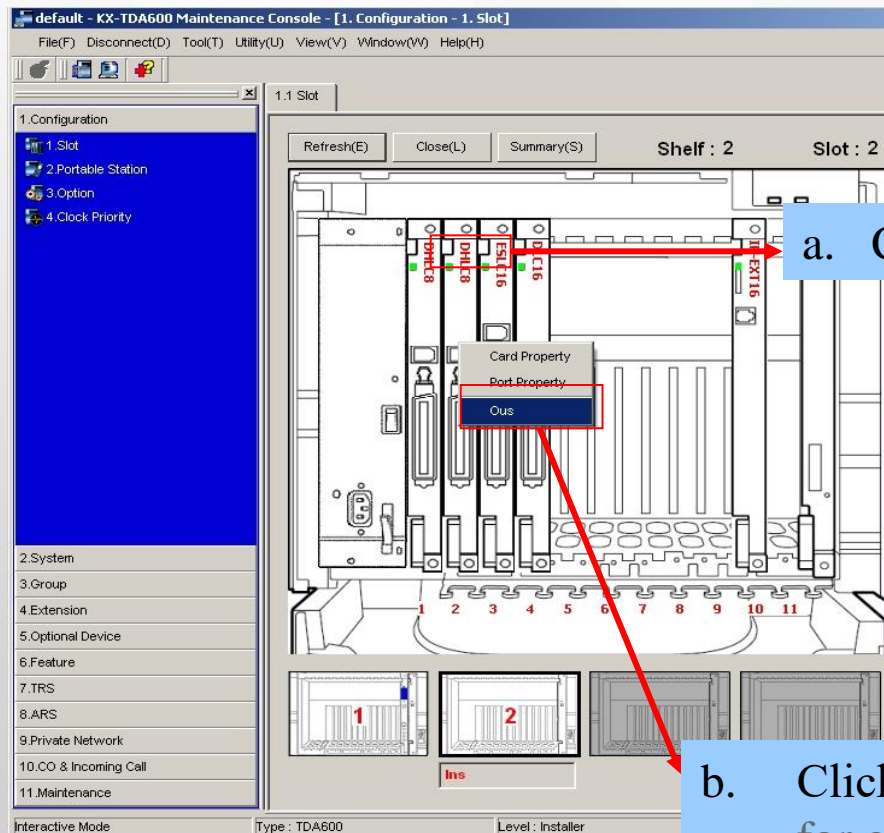 default - KX-TDA600 Maintenance Console - [1. Configuration - 1. Slot]
File(F) Disconnect(D) Tool(T) Utility(U) View(V) Window(W) Help(H)
1.1 Slot
1.Configuration
1.Slot
2.Portable Station
3.Option
4.Clock Priority
2.System
3.Group
4.Extension
5.Optional Device
6.Feature
7.TRS
8.ARS
9.Private Network
10.CO & Incoming Call
11.Maintenance
Refresh(E) Close(L) Summary(S) Shelf : 2 Slot : 2
DHLC8
DHLC8
ESLC16
DLC16
IP-EXT16
a. C
Card Property
Port Property
Ous
1 2 3 4 5 6 7 8 9 10 11
1 2
Ins
b. Click
Interactive Mode Type : TDA600 Level : Installer